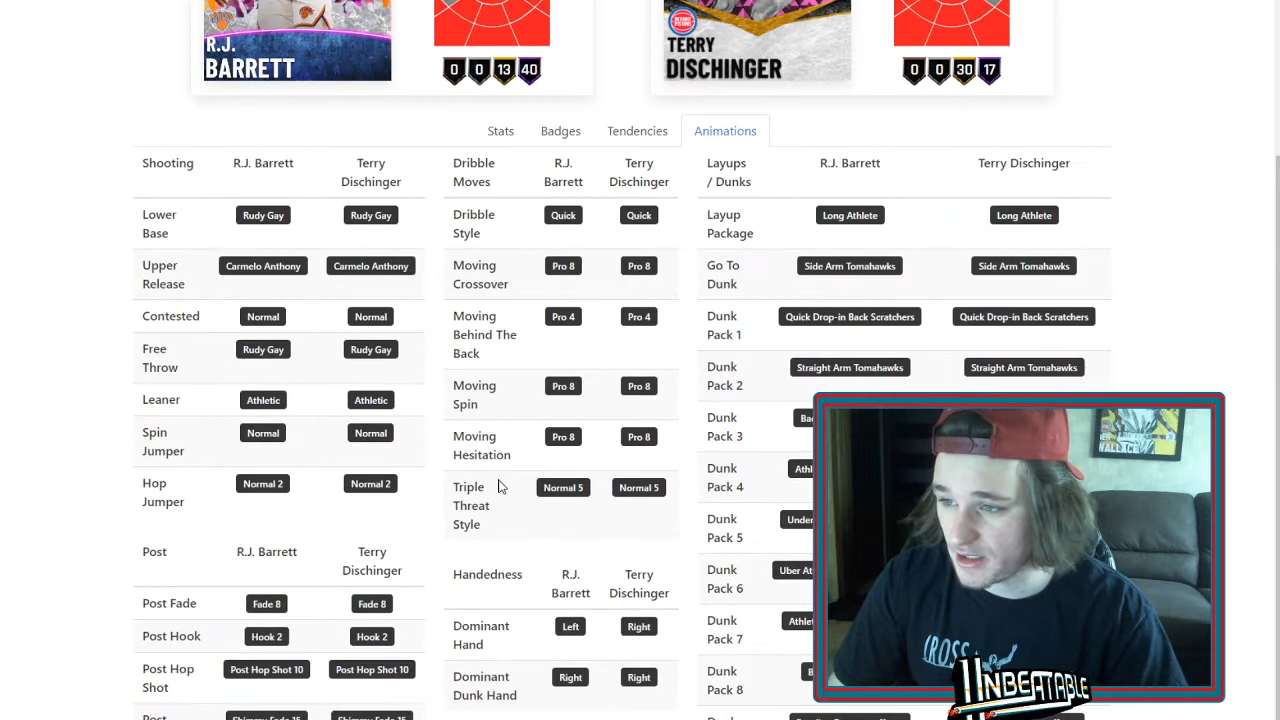 R.J.
BARRETT
0 0 13 40
TERRY
DISCHINGER
0 0 30 17
Stats Badges Tendencies Animations
Shooting R.J. Barrett Terry Dischinger
Lower Base Rudy Gay Rudy Gay
Upper Release Carmelo Anthony Carmelo Anthony
Contested Normal Normal
Free Throw Rudy Gay Rudy Gay
Leaner Athletic Athletic
Spin Jumper Normal Normal
Hop Jumper Normal 2 Normal 2
Post R.J. Barrett Terry Dischinger
Post Fade Fade 8 Fade 8
Post Hook Hook 2 Hook 2
Post Hop Shot Post Hop Shot 10 Post Hop Shot 10
Dribble Moves R.J. Barrett Terry Dischinger
Dribble Style Quick Quick
Moving Crossover Pro 8 Pro 8
Moving Behind The Back Pro 4 Pro 4
Moving Spin Pro 8 Pro 8
Moving Hesitation Pro 8 Pro 8
Triple Threat Style Normal 5 Normal 5
Handedness R.J. Barrett Terry Dischinger
Dominant Hand Left Right
Dominant Dunk Hand Right Right
Layups / Dunks R.J. Barrett Terry Dischinger
Layup Package Long Athlete Long Athlete
Go To Dunk Side Arm Tomahawks Side Arm Tomahawks
Dunk Pack 1 Quick Drop-in Back Scratchers Quick Drop-in Back Scratchers
Dunk Pack 2 Straight Arm Tomahawks Straight Arm Tomahawks
Dunk Pack 3
Dunk Pack 4
Dunk Pack 5
Dunk Pack 6
Dunk Pack 7
Dunk Pack 8
WALLACE
UNBEATABLE